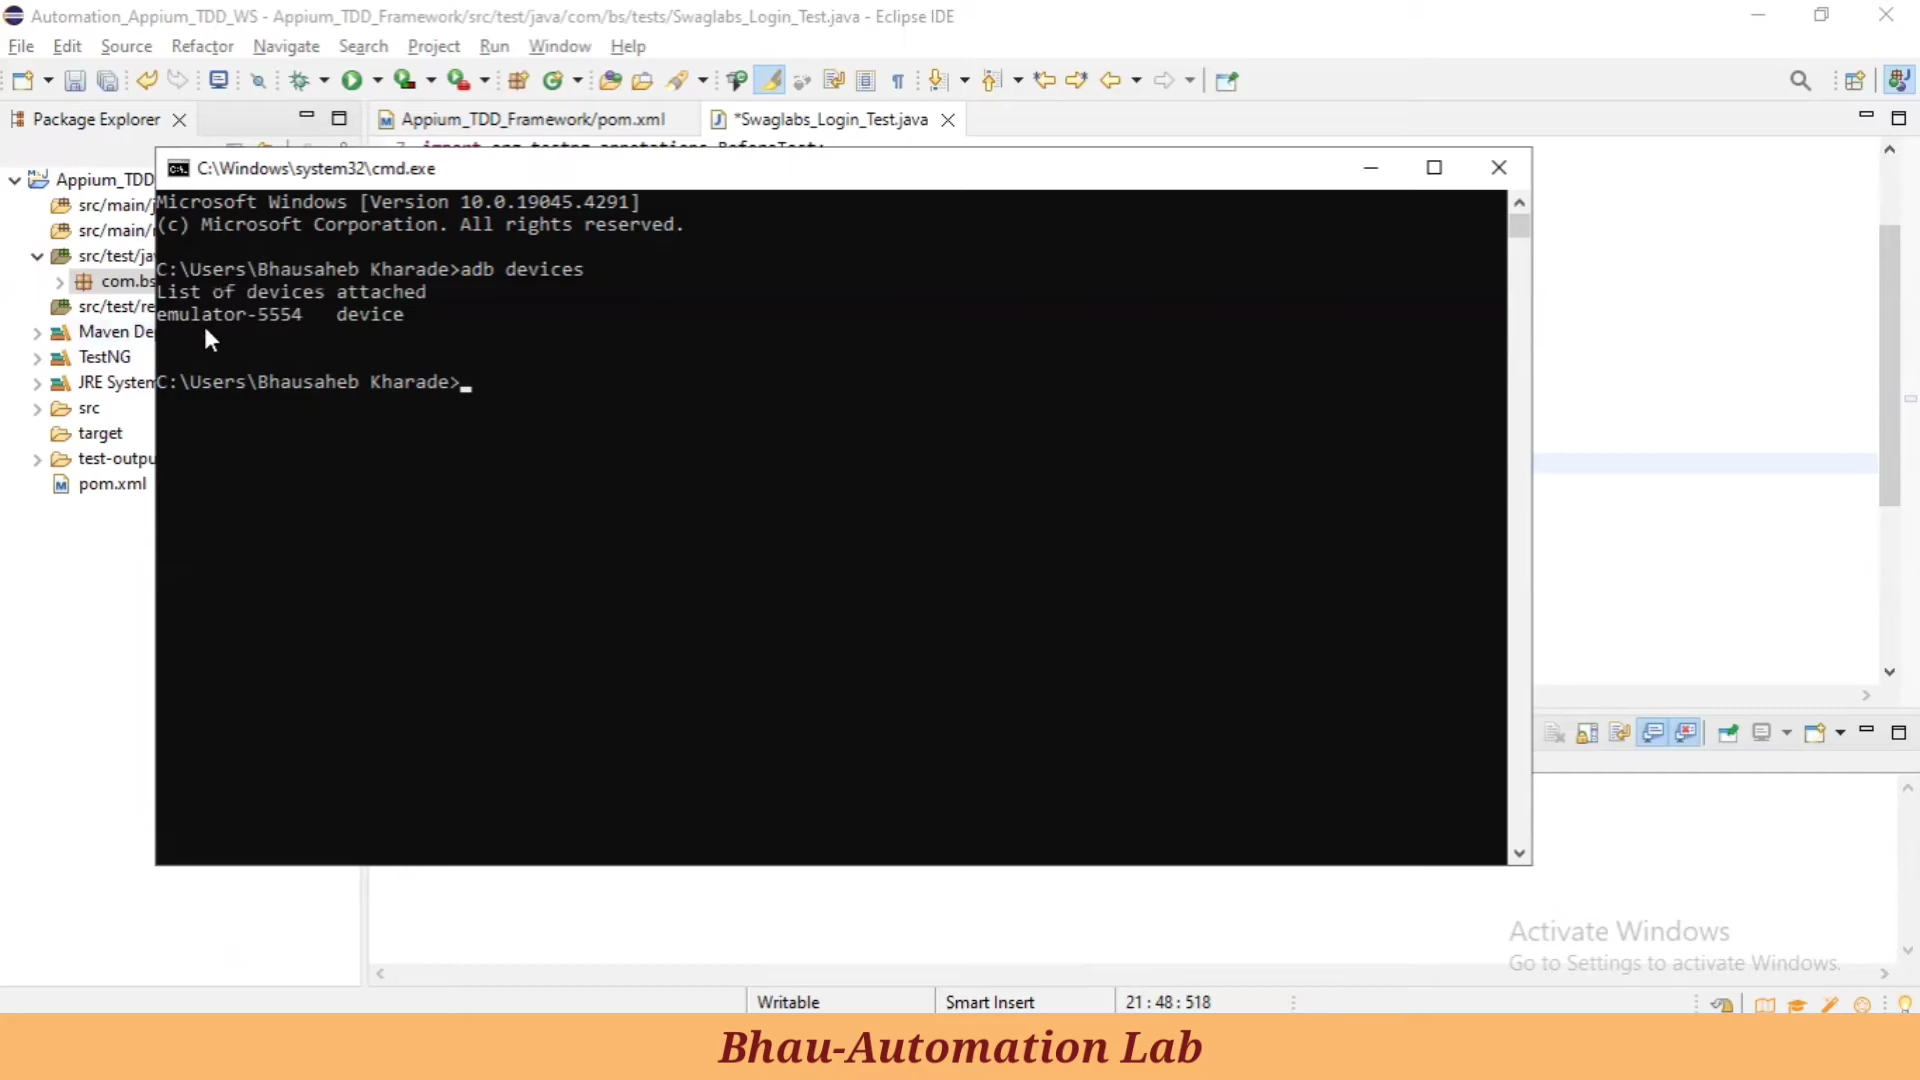 Automation_Appium_TDD_WS - Appium_TDD_Framework/src/test/java/com/bs/tests/Swaglabs_Login_Test.java - Eclipse IDE
File Edit Source Refactor Navigate Search Project Run Window Help
Package Explorer
Appium_TDD_Framework/pom.xml
*Swaglabs_Login_Test.java
C:\Windows\system32\cmd.exe
Microsoft Windows [Version 10.0.19045.4291]
(c) Microsoft Corporation. All rights reserved.
C:\Users\Bhausaheb Kharade>adb devices
List of devices attached
emulator-5554 device
C:\Users\Bhausaheb Kharade>
Appium_TDD
src/main/j
src/main/
src/test/ja
com.bs
src/test/re
Maven De
TestNG
JRE System
src
target
test-outpu
pom.xml
Activate Windows
Go to Settings to activate Windows.
Writable
Smart Insert
21 : 48 : 518
Bhau-Automation Lab